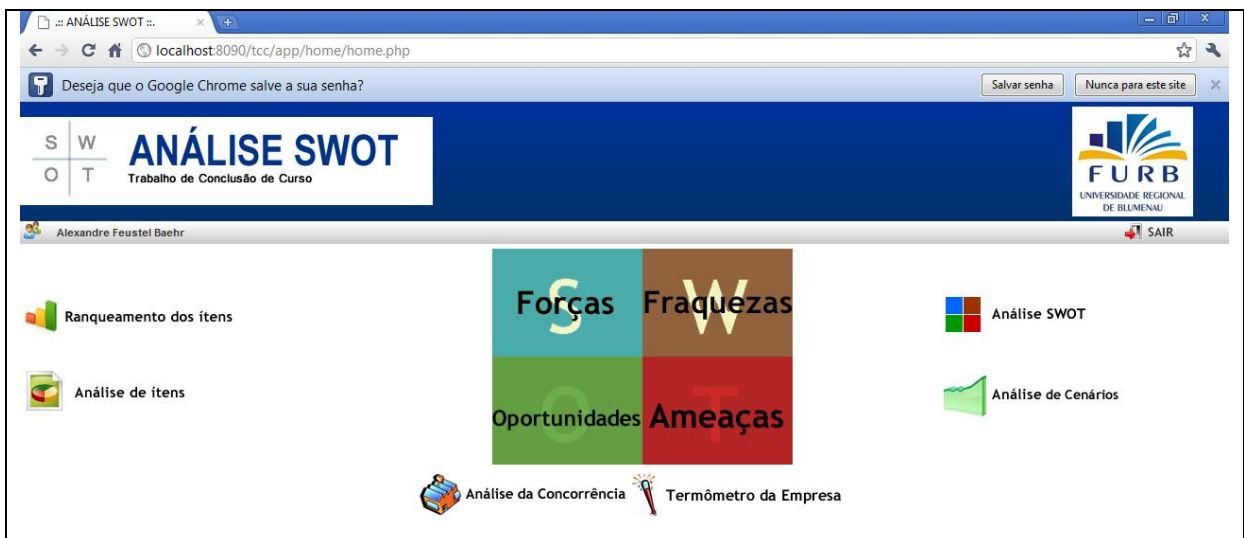 .:: ANÁLISE SWOT ::.
localhost:8090/tcc/app/home/home.php
Deseja que o Google Chrome salve a sua senha? Salvar senha Nunca para este site
S W
O T
ANÁLISE SWOT
Trabalho de Conclusão de Curso
FURB
UNIVERSIDADE REGIONAL
DE BLUMENAU
Alexandre Feustel Baehr SAIR
S W
Forças Fraquezas
Ranqueamento dos ítens
Análise SWOT
Análise de ítens
O T
Oportunidades Ameaças
Análise de Cenários
Análise da Concorrência Termômetro da Empresa